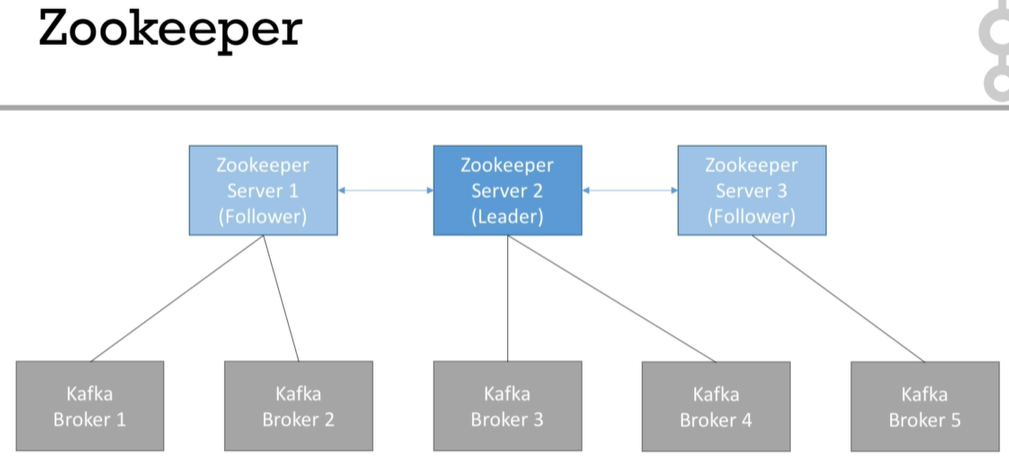 Zookeeper
Zookeeper
Server 1
(Follower)
Zookeeper
Server 2
(Leader)
Zookeeper
Server 3
(Follower)
Kafka
Broker 1
Kafka
Broker 2
Kafka
Broker 3
Kafka
Broker 4
Kafka
Broker 5